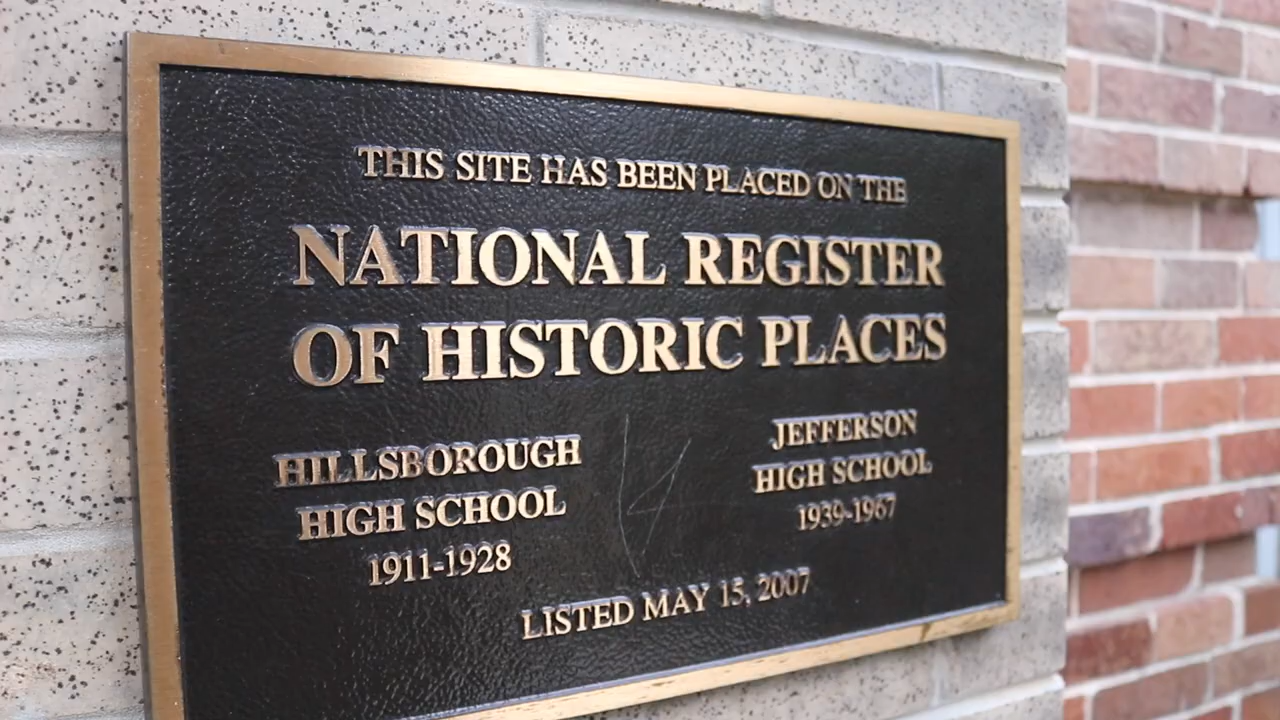 THIS SITE HAS BEEN PLACED ON THE
NATIONAL REGISTER
OF HISTORIC PLACES
HILLSBOROUGH
HIGH SCHOOL
1911-1928
JEFFERSON
HIGH SCHOOL
1939-1967
LISTED MAY 15, 2007